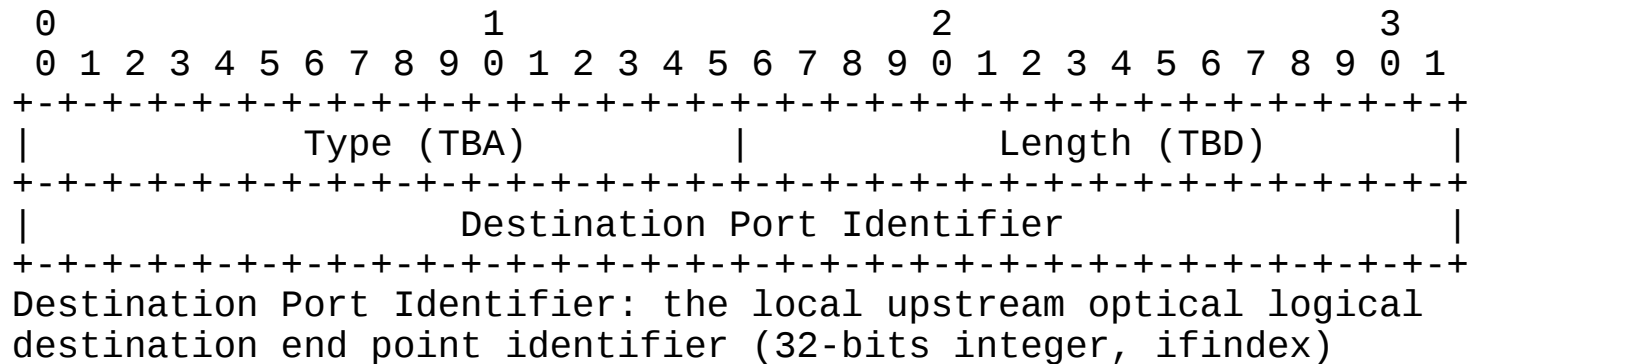 0                   1                   2                   3
 0 1 2 3 4 5 6 7 8 9 0 1 2 3 4 5 6 7 8 9 0 1 2 3 4 5 6 7 8 9 0 1
+-+-+-+-+-+-+-+-+-+-+-+-+-+-+-+-+-+-+-+-+-+-+-+-+-+-+-+-+-+-+-+-+
|            Type (TBA)         |           Length (TBD)        |
+-+-+-+-+-+-+-+-+-+-+-+-+-+-+-+-+-+-+-+-+-+-+-+-+-+-+-+-+-+-+-+-+
|                   Destination Port Identifier                 |
+-+-+-+-+-+-+-+-+-+-+-+-+-+-+-+-+-+-+-+-+-+-+-+-+-+-+-+-+-+-+-+-+
Destination Port Identifier: the local upstream optical logical
destination end point identifier (32-bits integer, ifindex)